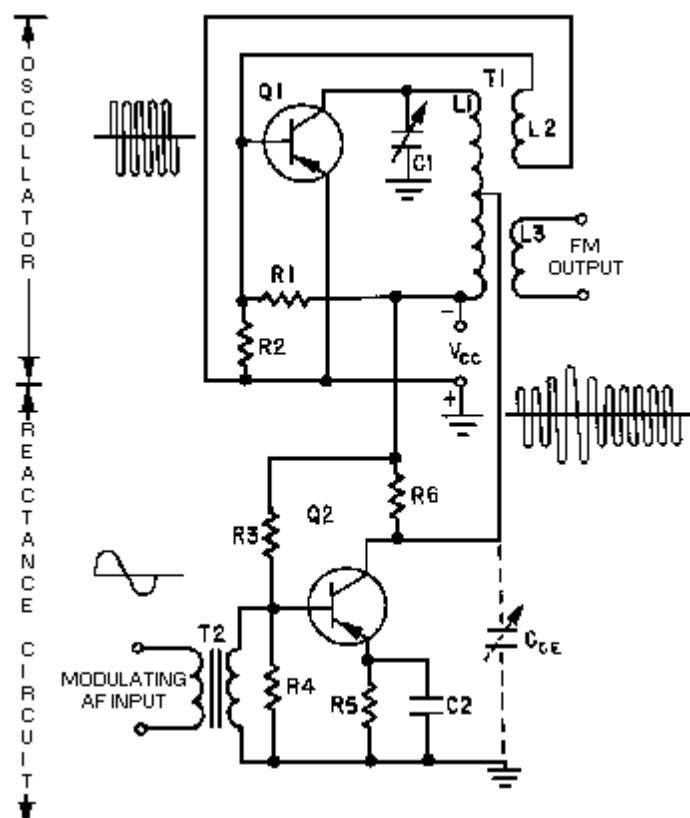 OSCOLLATOR
REACTANCE CIRCUIT
Q1
L1
T1
L2
C1
L3
FM
OUTPUT
R1
R2
−
VCC
+
R6
R3
Q2
T2
MODULATING
AF INPUT
R4
R5
C2
CCE